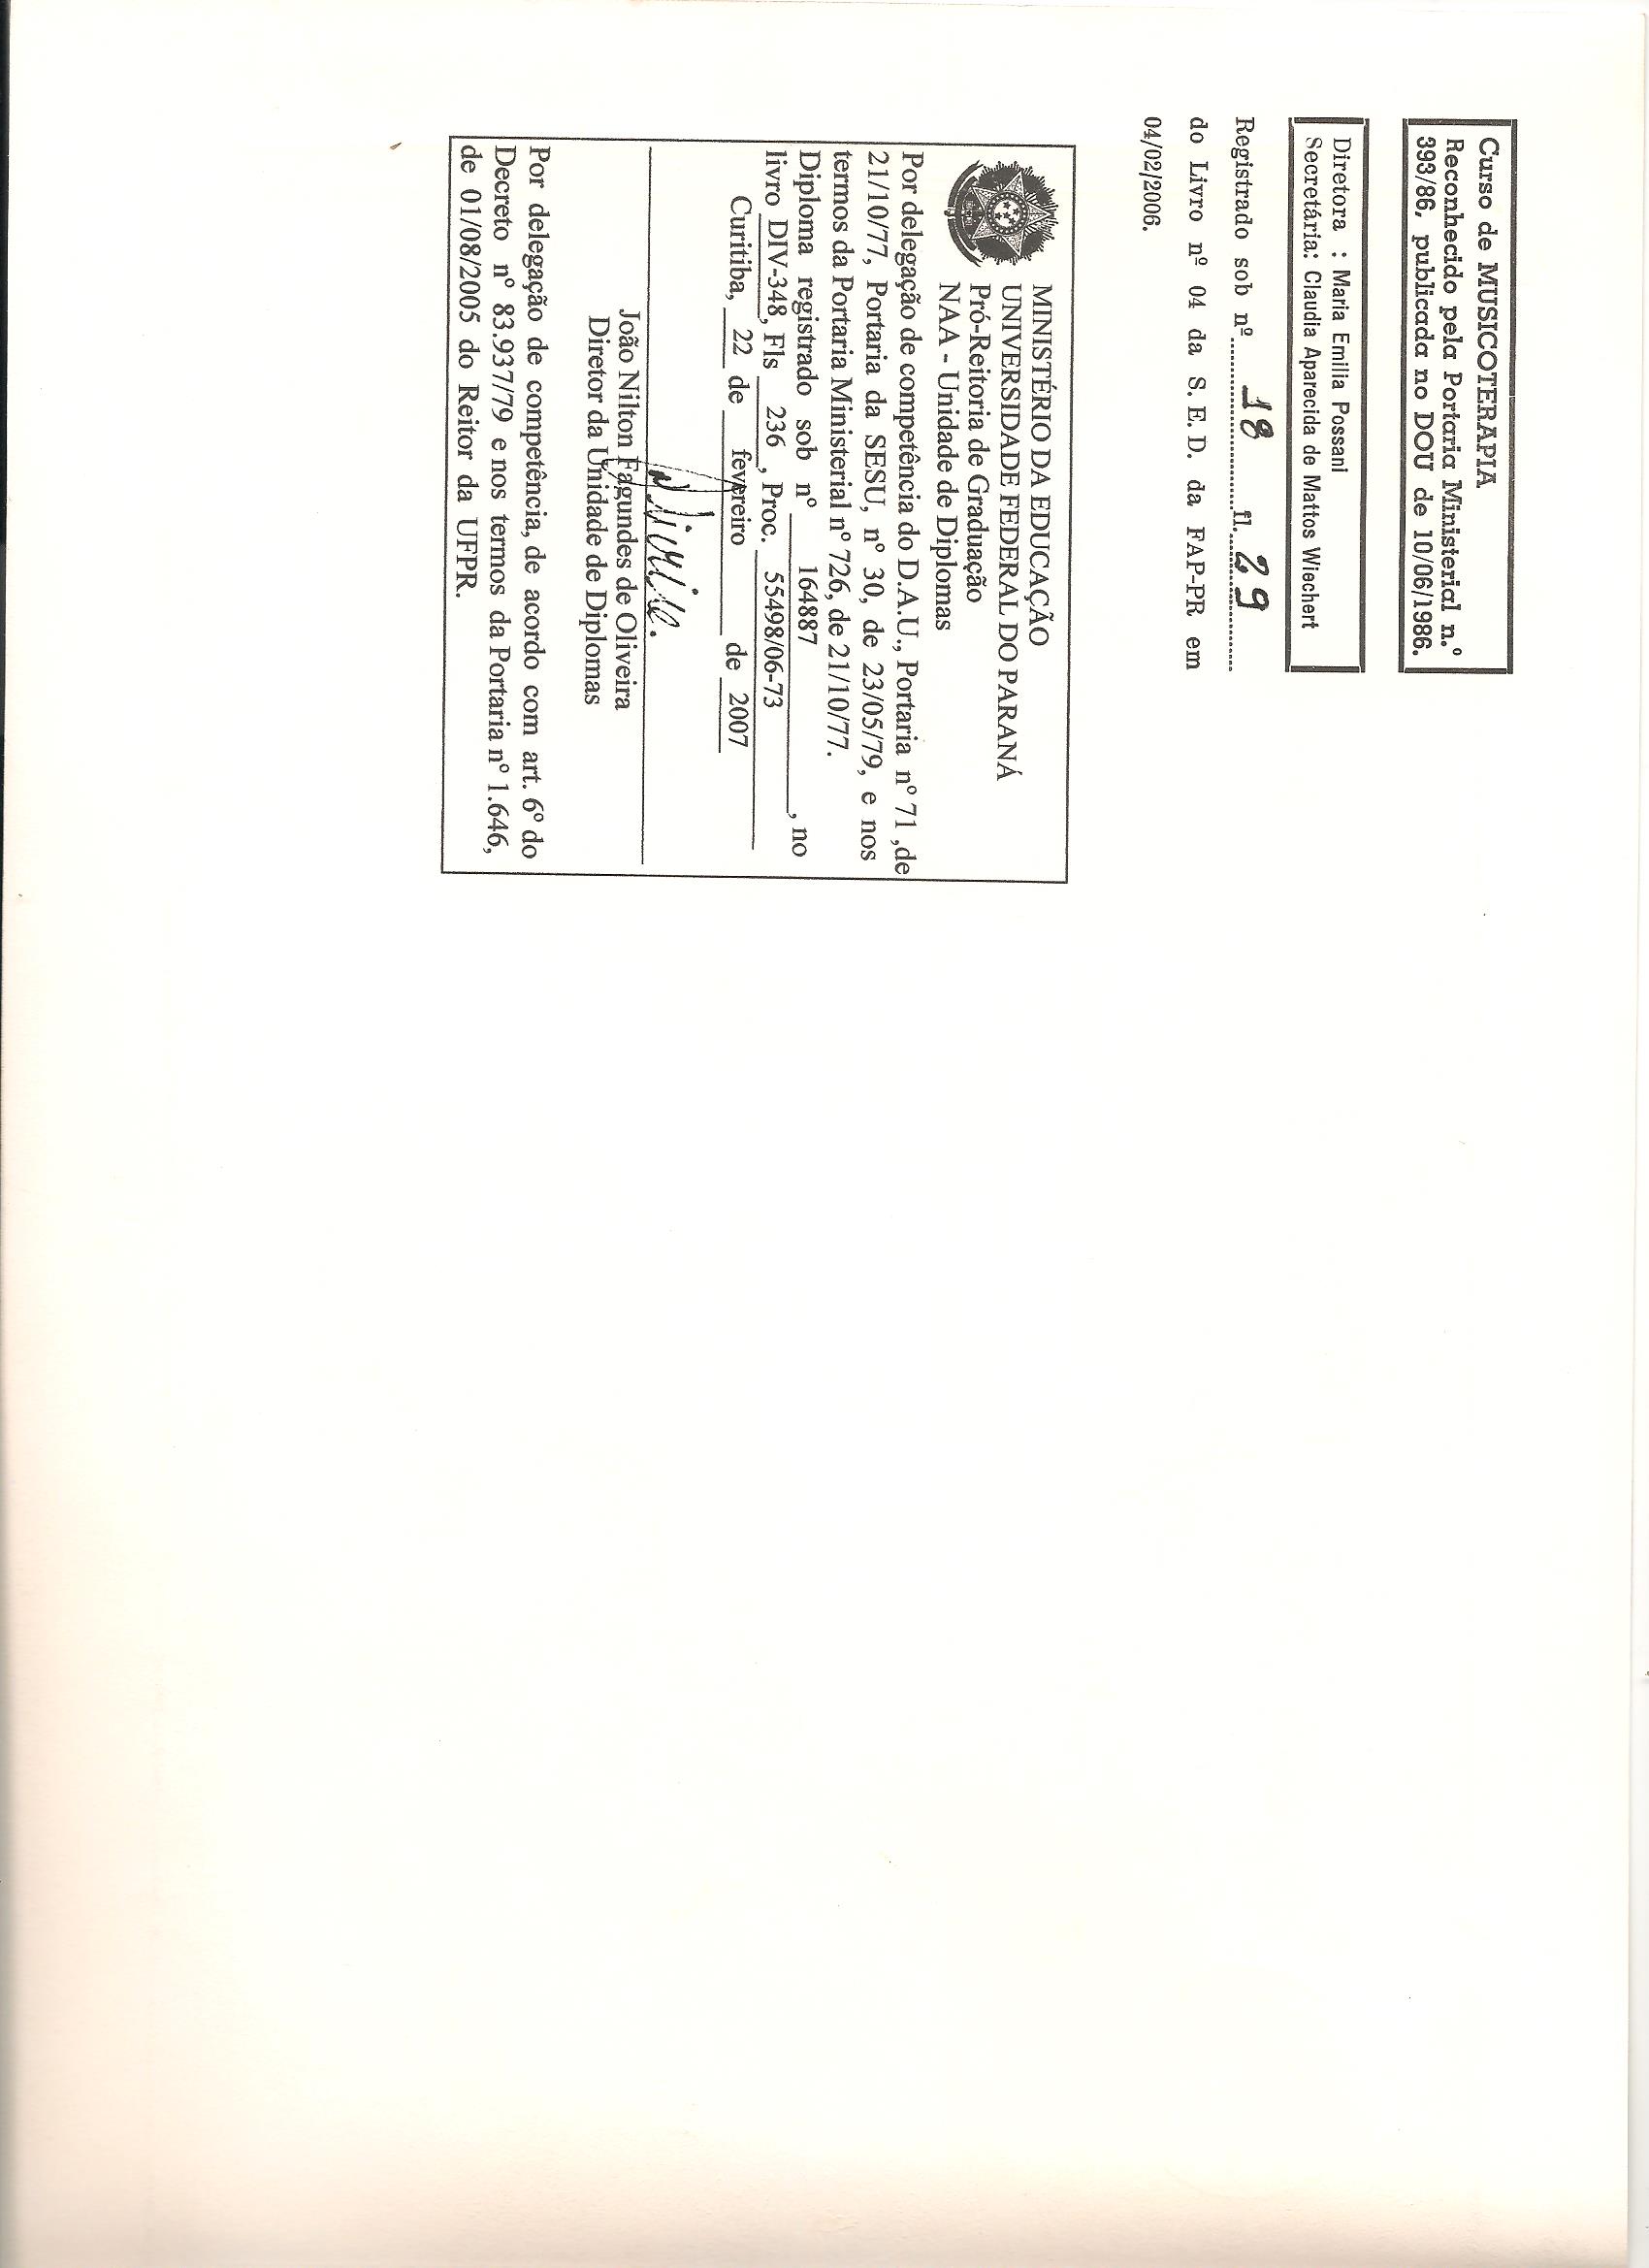 Curso de MUSICOTERAPIA
Reconhecido pela Portaria Ministerial n.º
393/86, publicada no DOU de 10/06/1986.
Diretora : Maria Emilia Possani
Secretária: Claudia Aparecida de Mattos Wiechert
Registrado sob nº 18 fl. 29
do Livro nº 04 da S. E. D. da FAP-PR em
04/02/2006.
MINISTÉRIO DA EDUCAÇÃO
UNIVERSIDADE FEDERAL DO PARANÁ
Pró-Reitoria de Graduação
NAA - Unidade de Diplomas
Por delegação de competência do D.A.U., Portaria nº 71 ,de
21/10/77, Portaria da SESU, nº 30, de 23/05/79, e nos
termos da Portaria Ministerial nº 726, de 21/10/77.
Diploma registrado sob nº 164887 , no
livro DIV-348, Fls 236 , Proc. 55498/06-73
Curitiba, 22 de fevereiro de 2007
João Nilton Fagundes de Oliveira
Diretor da Unidade de Diplomas
Por delegação de competência, de acordo com art. 6º do
Decreto nº 83.937/79 e nos termos da Portaria nº 1.646,
de 01/08/2005 do Reitor da UFPR.